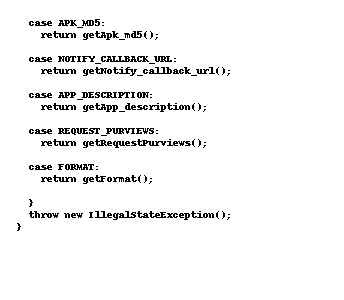 case APK_MD5:
return getApk_md5();
case NOTIFY_CALLBACK_URL:
return getNotify_callback_url();
case APP_DESCRIPTION:
return getApp_description();
case REQUEST_PURVIEWS:
return getRequestPurviews();
case FORMAT:
return getFormat();
}
throw new IllegalStateException();
}